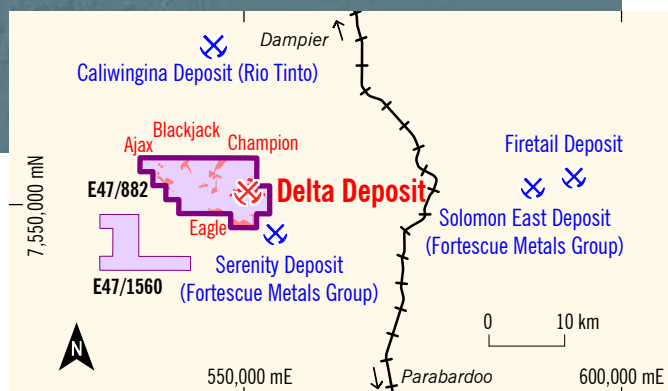 Dampier
Caliwingina Deposit (Rio Tinto)
Blackjack
Ajax
Champion
Firetail Deposit
E47/882
Delta Deposit
7,550,000 mN
Eagle
Solomon East Deposit
(Fortescue Metals Group)
Serenity Deposit
(Fortescue Metals Group)
E47/1560
0 10 km
N
550,000 mE
Parabardoo
600,000 mE